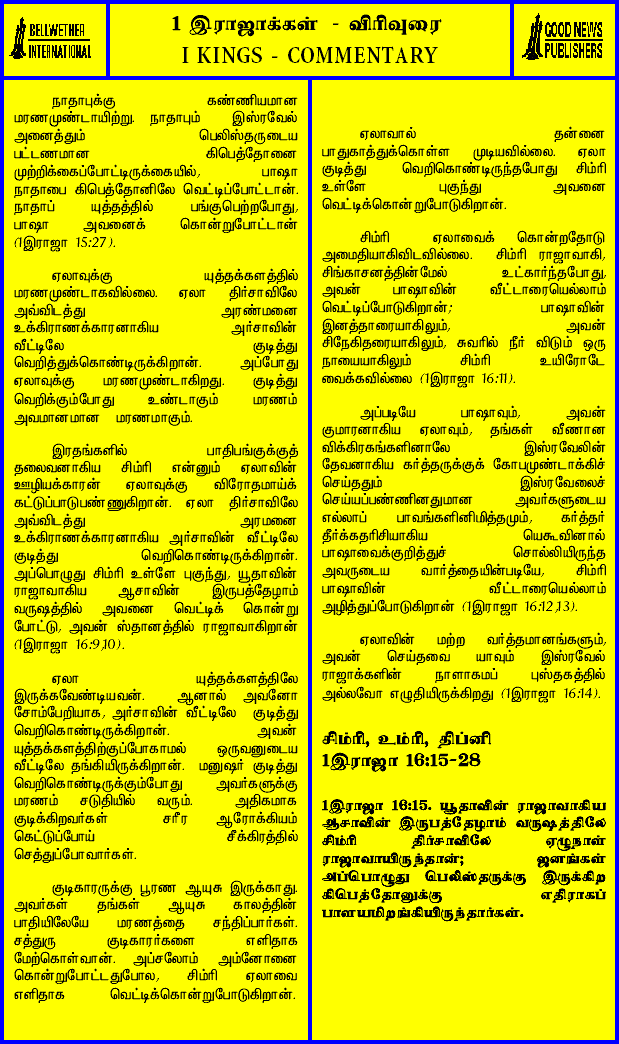 BELLWETHER
INTERNATIONAL
1 இராஜாக்கள் - விரிவுரை
I KINGS - COMMENTARY
GOOD NEWS
PUBLISHERS
நாதாபுக்கு கண்ணியமான
மரணமுண்டாயிற்று. நாதாபும் இஸ்ரவேல்
அனைத்தும் பெலிஸ்தருடைய
பட்டணமான கிபெத்தோனை
முற்றிக்கைப்போட்டிருக்கையில், பாஷா
நாதாபை கிபெத்தோனிலே வெட்டிப்போட்டான்.
நாதாப் யுத்தத்தில் பங்குபெற்றபோது,
பாஷா அவனைக் கொன்றுபோட்டான்
(1இராஜா 15:27).
ஏலாவுக்கு யுத்தக்களத்தில்
மரணமுண்டாகவில்லை. ஏலா திர்சாவிலே
அவ்விடத்து அரண்மனை
உக்கிராணக்காரனாகிய அர்சாவின்
வீட்டிலே குடித்து
வெறித்துக்கொண்டிருக்கிறான். அப்போது
ஏலாவுக்கு மரணமுண்டாகிறது. குடித்து
வெறிக்கும்போது உண்டாகும் மரணம்
அவமானமான மரணமாகும்.
இரதங்களில் பாதிபங்குக்குத்
தலைவனாகிய சிம்ரி என்னும் ஏலாவின்
ஊழியக்காரன் ஏலாவுக்கு விரோதமாய்க்
கட்டுப்பாடுபண்ணுகிறான். ஏலா திர்சாவிலே
அவ்விடத்து அரமனை
உக்கிராணக்காரனாகிய அர்சாவின் வீட்டிலே
குடித்து வெறிகொண்டிருக்கிறான்.
அப்பொழுது சிம்ரி உள்ளே புகுந்து, யூதாவின்
ராஜாவாகிய ஆசாவின் இருபத்தேழாம்
வருஷத்தில் அவனை வெட்டிக் கொன்று
போட்டு, அவன் ஸ்தானத்தில் ராஜாவாகிறான்
(1இராஜா 16:9,10).
ஏலா யுத்தக்களத்திலே
இருக்கவேண்டியவன். ஆனால் அவனோ
சோம்பேறியாக, அர்சாவின் வீட்டிலே குடித்து
வெறிகொண்டிருக்கிறான். அவன்
யுத்தக்களத்திற்குப்போகாமல் ஒருவனுடைய
வீட்டிலே தங்கியிருக்கிறான். மனுஷர் குடித்து
வெறிகொண்டிருக்கும்போது அவர்களுக்கு
மரணம் சடுதியில் வரும். அதிகமாக
குடிக்கிறவர்கள் சரீர ஆரோக்கியம்
கெட்டுப்போய் சீக்கிரத்தில்
செத்துப்போவார்கள்.
குடிகாரருக்கு பூரண ஆயுசு இருக்காது.
அவர்கள் தங்கள் ஆயுசு காலத்தின்
பாதியிலேயே மரணத்தை சந்திப்பார்கள்.
சத்துரு குடிகாரர்களை எளிதாக
மேற்கொள்வான். அப்சலோம் அம்னோனை
கொன்றுபோட்டதுபோல, சிம்ரி ஏலாவை
எளிதாக வெட்டிக்கொன்றுபோடுகிறான்.
ஏலாவால் தன்னை
பாதுகாத்துக்கொள்ள முடியவில்லை. ஏலா
குடித்து வெறிகொண்டிருந்தபோது சிம்ரி
உள்ளே புகுந்து அவனை
வெட்டிக்கொன்றுபோடுகிறான்.
சிம்ரி ஏலாவைக் கொன்றதோடு
அமைதியாகிவிடவில்லை. சிம்ரி ராஜாவாகி,
சிங்காசனத்தின்மேல் உட்கார்ந்தபோது,
அவன் பாஷாவின் வீட்டாரையெல்லாம்
வெட்டிப்போடுகிறான்; பாஷாவின்
இனத்தாரையாகிலும், அவன்
சிநேகிதரையாகிலும், சுவரில் நீர் விடும் ஒரு
நாயையாகிலும் சிம்ரி உயிரோடே
வைக்கவில்லை (1இராஜா 16:11).
அப்படியே பாஷாவும், அவன்
குமாரனாகிய ஏலாவும், தங்கள் வீணான
விக்கிரகங்களினாலே இஸ்ரவேலின்
தேவனாகிய கர்த்தருக்குக் கோபமுண்டாக்கிச்
செய்ததும் இஸ்ரவேலைச்
செய்யப்பண்ணினதுமான அவர்களுடைய
எல்லாப் பாவங்களினிமித்தமும், கர்த்தர்
தீர்க்கதரிசியாகிய யெகூவினால்
பாஷாவைக்குறித்துச் சொல்லியிருந்த
அவருடைய வார்த்தையின்படியே, சிம்ரி
பாஷாவின் வீட்டாரையெல்லாம்
அழித்துப்போடுகிறான் (1இராஜா 16:12,13).
ஏலாவின் மற்ற வர்த்தமானங்களும்,
அவன் செய்தவை யாவும் இஸ்ரவேல்
ராஜாக்களின் நாளாகமப் புஸ்தகத்தில்
அல்லவோ எழுதியிருக்கிறது (1இராஜா 16:14).
சிம்ரி, உம்ரி, திப்னி
1இராஜா 16:15-28
1இராஜா 16:15. யூதாவின் ராஜாவாகிய
ஆசாவின் இருபத்தேழாம் வருஷத்திலே
சிம்ரி திர்சாவிலே ஏழுநாள்
ராஜாவாயிருந்தான்; ஜனங்கள்
அப்பொழுது பெலிஸ்தருக்கு இருக்கிற
கிபெத்தோனுக்கு எதிராகப்
பாளயமிறங்கியிருந்தார்கள்.